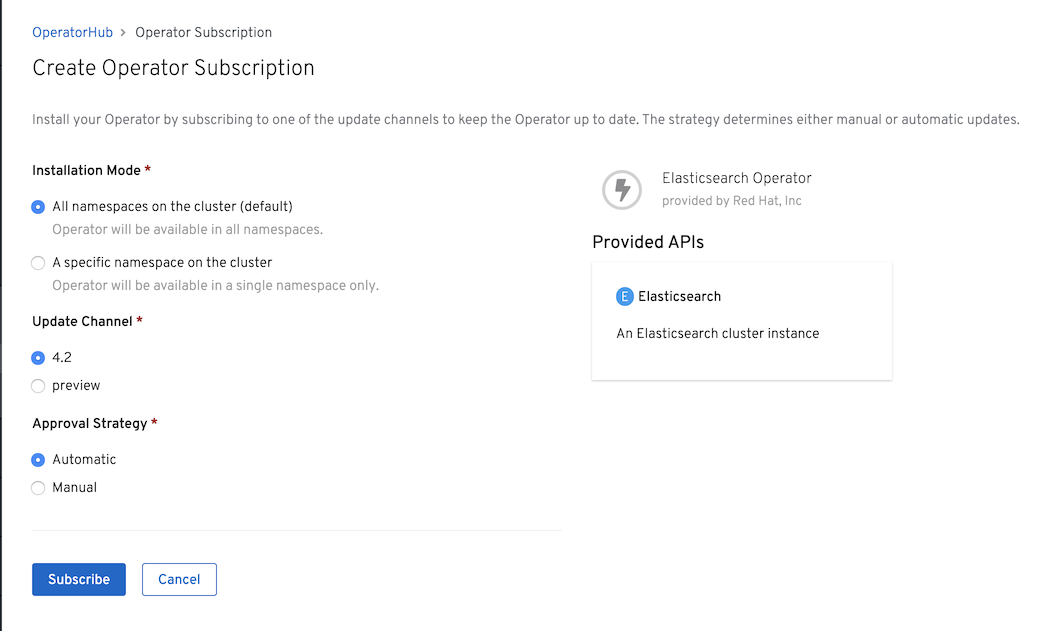 OperatorHub > Operator Subscription
Create Operator Subscription
Install your Operator by subscribing to one of the update channels to keep the Operator up to date. The strategy determines either manual or automatic updates.
Installation Mode *
All namespaces on the cluster (default)
Operator will be available in all namespaces.
A specific namespace on the cluster
Operator will be available in a single namespace only.
Update Channel *
4.2
preview
Approval Strategy *
Automatic
Manual
Subscribe
Cancel
Elasticsearch Operator
provided by Red Hat, Inc
Provided APIs
E Elasticsearch
An Elasticsearch cluster instance